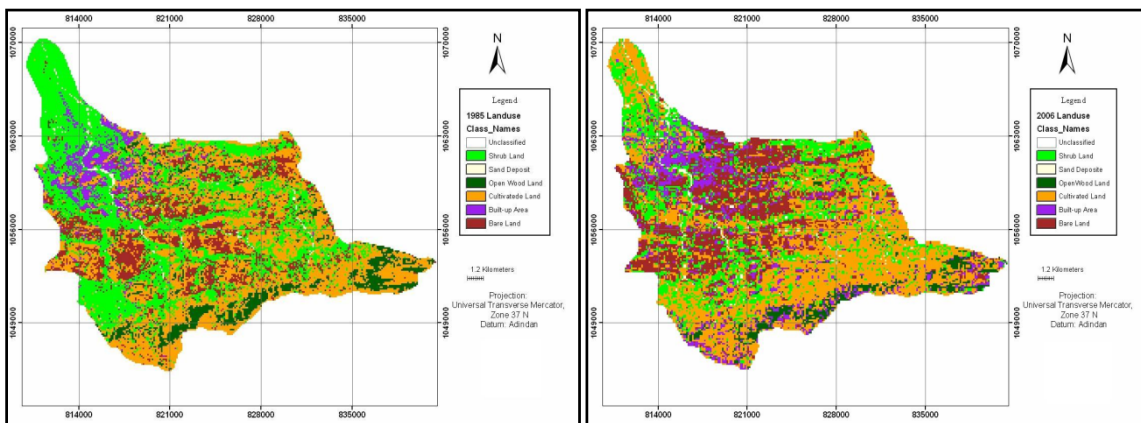 814000 821000 828000 835000
1070000
1063000
1056000
1049000
N
Legend
1985 Landuse
Class_Names
Unclassified
Shrub Land
Sand Deposit
Open Wood Land
Cultivatede Land
Built-up Area
Bare Land
1.2 Kilometers
Projection:
Universal Transverse Mercator,
Zone 37 N
Datum: Adindan
814000 821000 828000 835000
814000 821000 828000 835000
1070000
1063000
1056000
1049000
N
Legend
2006 Landuse
Class_Names
Unclassified
Shrub Land
Sand Deposite
OpenWood Land
Cultivated Land
Built-up Area
Bare Land
1.2 Kilometers
Projection:
Universal Transverse Mercator,
Zone 37 N
Datum: Adindan
814000 821000 828000 835000